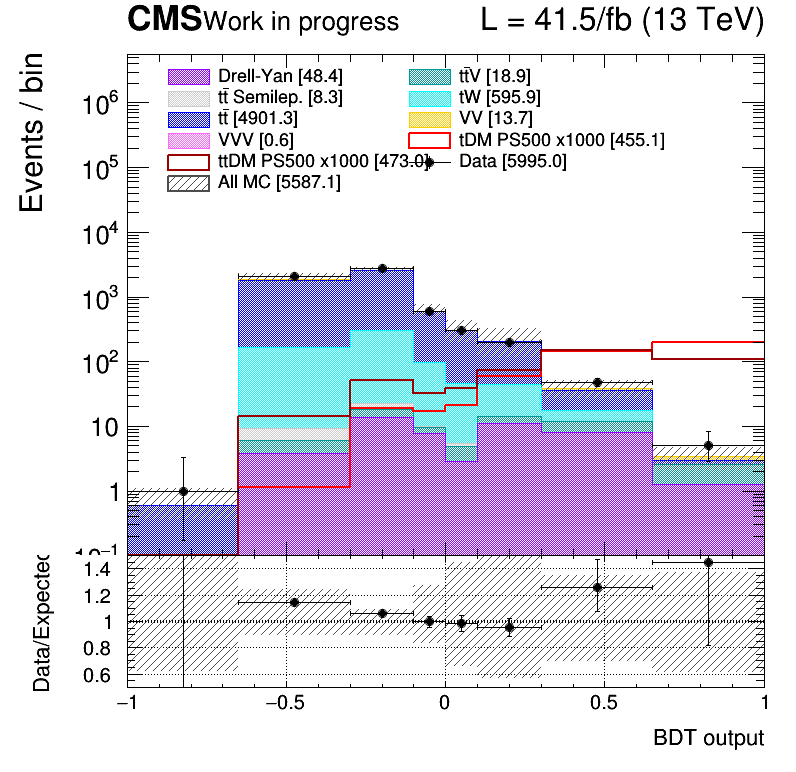 CMS Work in progress L = 41.5/fb (13 TeV)
Events / bin
Drell-Yan [48.4] tt̄V [18.9]
tt̄ Semilep. [8.3] tW [595.9]
tt̄ [4901.3] VV [13.7]
VVV [0.6] tDM PS500 x1000 [455.1]
ttDM PS500 x1000 [473.0] Data [5995.0]
All MC [5587.1]
10⁶
10⁵
10⁴
10³
10²
10
1
10⁻¹
Data/Expected
1.4
1.2
1
0.8
0.6
−1 −0.5 0 0.5 1
BDT output